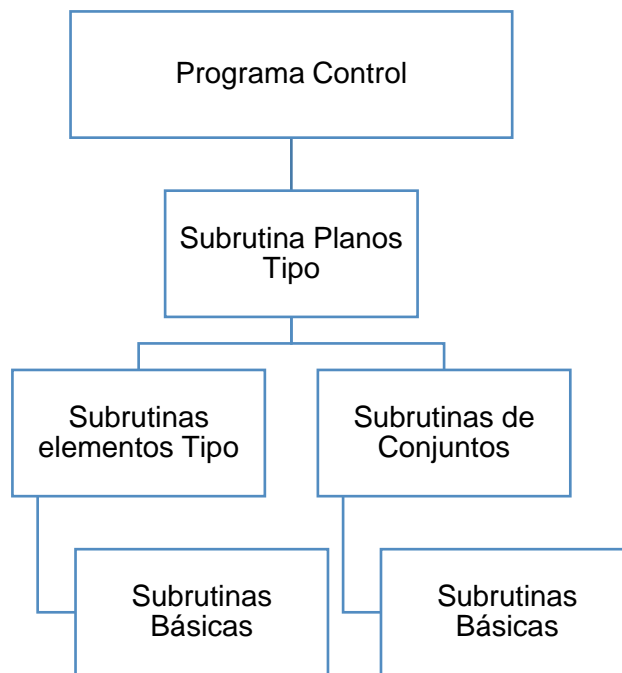 Programa Control
Subrutina Planos
Tipo
Subrutinas
elementos Tipo
Subrutinas de
Conjuntos
Subrutinas
Básicas
Subrutinas
Básicas